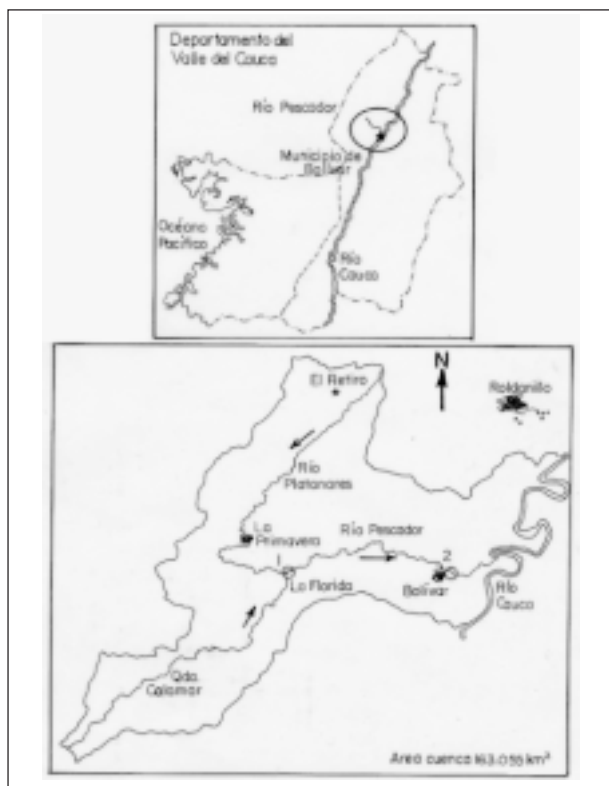 Departamento del
Valle del Cauca
Río Pescador
Municipio de
Bolívar
Océano
Pacífico
Río
Cauca
N
El Retiro
Roldanillo
Río
Platanares
La
Primavera
Río Pescador
1
2
La Florida
Bolívar
Río
Cauca
Qda.
Calamar
Area cuenca